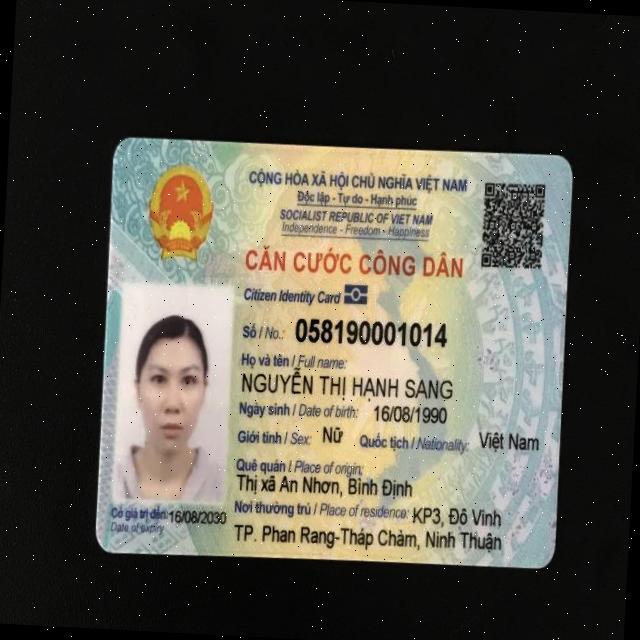 CỘNG HÒA XÃ HỘI CHỦ NGHĨA VIỆT NAM
Độc lập - Tự do - Hạnh phúc
SOCIALIST REPUBLIC OF VIET NAM
Independence - Freedom - Happiness
CĂN CƯỚC CÔNG DÂN
Citizen Identity Card
Số / No.: 058190001014
Họ và tên / Full name:
NGUYỄN THỊ HẠNH SANG
Ngày sinh / Date of birth: 16/08/1990
Giới tính / Sex: Nữ Quốc tịch / Nationality: Việt Nam
Quê quán / Place of origin:
Thị xã An Nhơn, Bình Định
Nơi thường trú / Place of residence: KP3, Đô Vinh
TP. Phan Rang-Tháp Chàm, Ninh Thuận
Có giá trị đến: 16/08/2030
Date of expiry